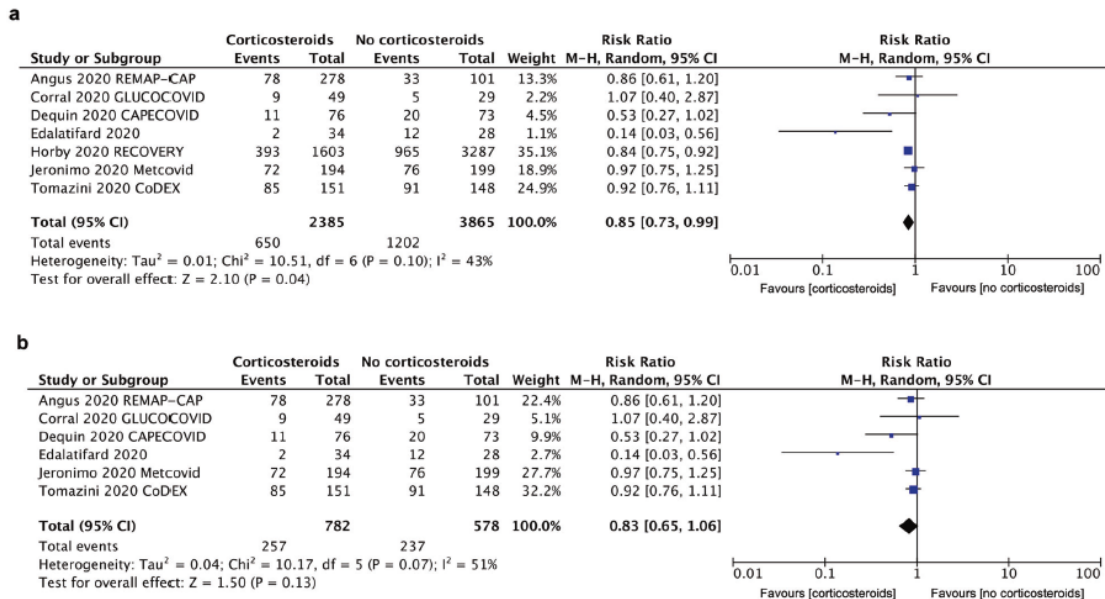 a
Corticosteroids No corticosteroids Risk Ratio Risk Ratio
Study or Subgroup Events Total Events Total Weight M-H, Random, 95% CI M-H, Random, 95% CI
Angus 2020 REMAP-CAP 78 278 33 101 13.3% 0.86 [0.61, 1.20]
Corral 2020 GLUCOCOVID 9 49 5 29 2.2% 1.07 [0.40, 2.87]
Dequin 2020 CAPECOVID 11 76 20 73 4.5% 0.53 [0.27, 1.02]
Edalatifard 2020 2 34 12 28 1.1% 0.14 [0.03, 0.56]
Horby 2020 RECOVERY 393 1603 965 3287 35.1% 0.84 [0.75, 0.92]
Jeronimo 2020 Metcovid 72 194 76 199 18.9% 0.97 [0.75, 1.25]
Tomazini 2020 CoDEX 85 151 91 148 24.9% 0.92 [0.76, 1.11]
Total (95% CI) 2385 3865 100.0% 0.85 [0.73, 0.99]
Total events 650 1202
Heterogeneity: Tau² = 0.01; Chi² = 10.51, df = 6 (P = 0.10); I² = 43%
Test for overall effect: Z = 2.10 (P = 0.04)
0.01 0.1 1 10 100
Favours [corticosteroids] Favours [no corticosteroids]
b
Corticosteroids No corticosteroids Risk Ratio Risk Ratio
Study or Subgroup Events Total Events Total Weight M-H, Random, 95% CI M-H, Random, 95% CI
Angus 2020 REMAP-CAP 78 278 33 101 22.4% 0.86 [0.61, 1.20]
Corral 2020 GLUCOCOVID 9 49 5 29 5.1% 1.07 [0.40, 2.87]
Dequin 2020 CAPECOVID 11 76 20 73 9.9% 0.53 [0.27, 1.02]
Edalatifard 2020 2 34 12 28 2.7% 0.14 [0.03, 0.56]
Jeronimo 2020 Metcovid 72 194 76 199 27.7% 0.97 [0.75, 1.25]
Tomazini 2020 CoDEX 85 151 91 148 32.2% 0.92 [0.76, 1.11]
Total (95% CI) 782 578 100.0% 0.83 [0.65, 1.06]
Total events 257 237
Heterogeneity: Tau² = 0.04; Chi² = 10.17, df = 5 (P = 0.07); I² = 51%
Test for overall effect: Z = 1.50 (P = 0.13)
0.01 0.1 1 10 100
Favours [corticosteroids] Favours [no corticosteroids]